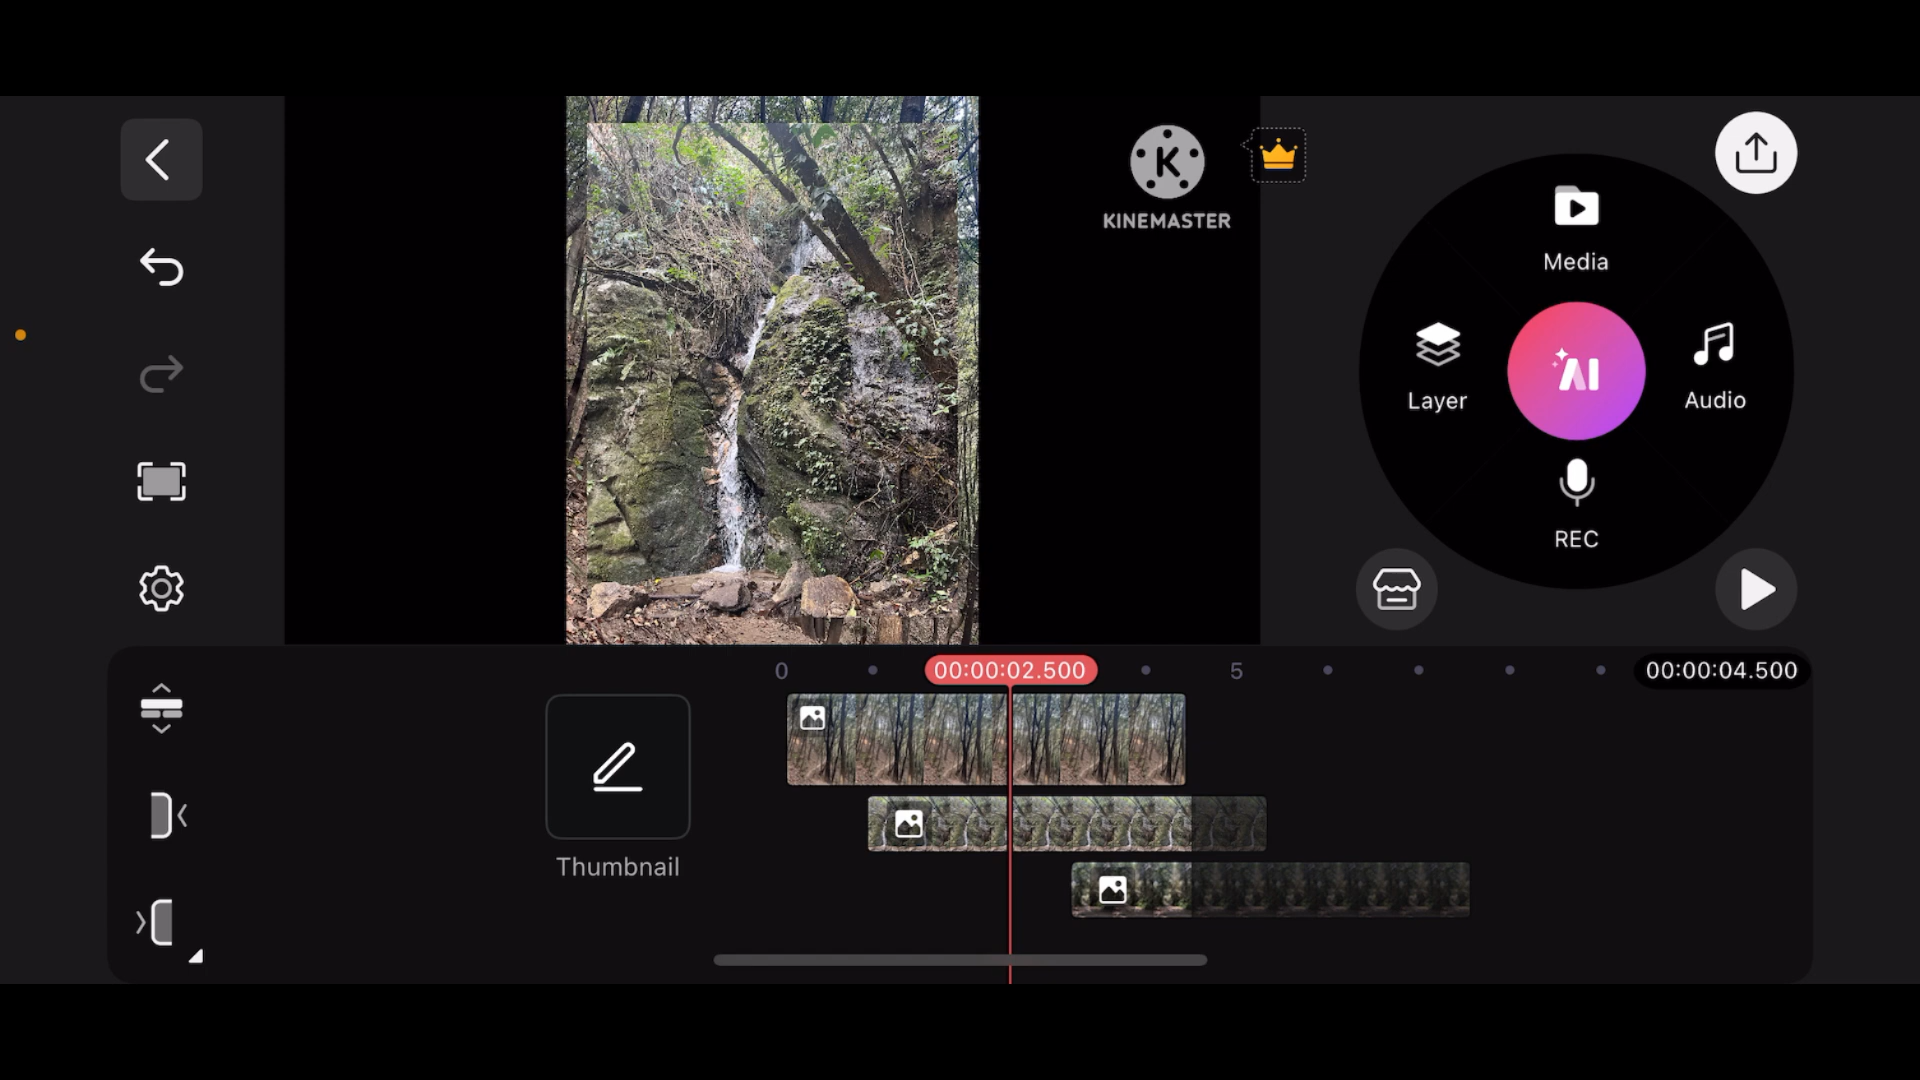 K
KINEMASTER
Media
Layer
AI
Audio
REC
0
00:00:02.500
5
00:00:04.500
Thumbnail